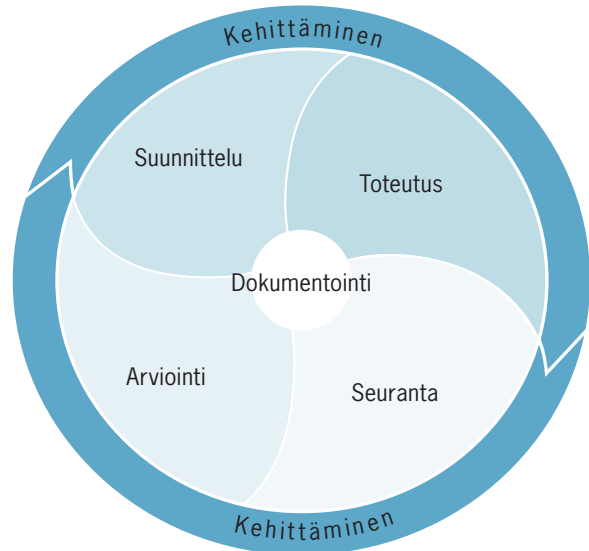 Kehittäminen
Suunnittelu
Toteutus
Dokumentointi
Arviointi
Seuranta
Kehittäminen